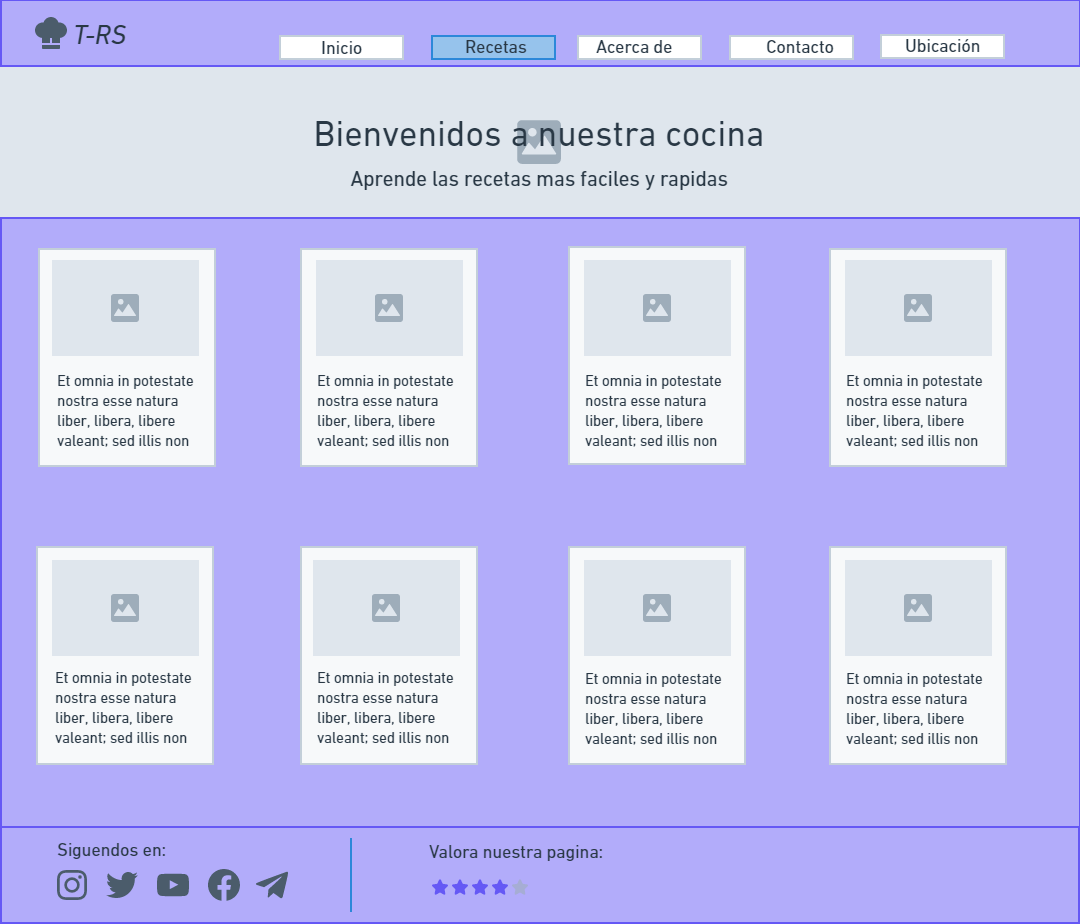 T-RS
Inicio
Recetas
Acerca de
Contacto
Ubicación
Bienvenidos a nuestra cocina
Aprende las recetas mas faciles y rapidas
Et omnia in potestate
nostra esse natura
liber, libera, libere
valeant; sed illis non
Et omnia in potestate
nostra esse natura
liber, libera, libere
valeant; sed illis non
Et omnia in potestate
nostra esse natura
liber, libera, libere
valeant; sed illis non
Et omnia in potestate
nostra esse natura
liber, libera, libere
valeant; sed illis non
Et omnia in potestate
nostra esse natura
liber, libera, libere
valeant; sed illis non
Et omnia in potestate
nostra esse natura
liber, libera, libere
valeant; sed illis non
Et omnia in potestate
nostra esse natura
liber, libera, libere
valeant; sed illis non
Et omnia in potestate
nostra esse natura
liber, libera, libere
valeant; sed illis non
Siguendos en:
Valora nuestra pagina: